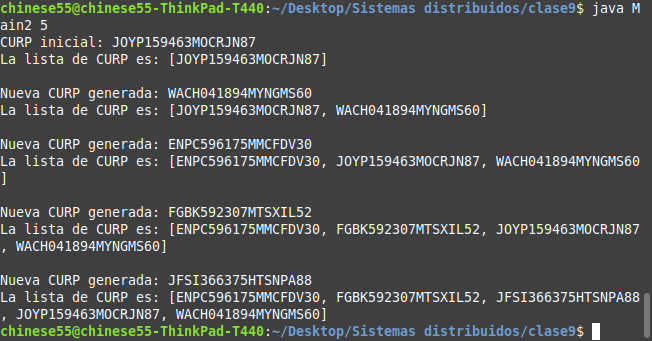 chinese55@chinese55-ThinkPad-T440:~/Desktop/Sistemas distribuidos/clase9$ java M
ain2 5
CURP inicial: JOYP159463MOCRJN87
La lista de CURP es: [JOYP159463MOCRJN87]
Nueva CURP generada: WACH041894MYNGMS60
La lista de CURP es: [JOYP159463MOCRJN87, WACH041894MYNGMS60]
Nueva CURP generada: ENPC596175MMCFDV30
La lista de CURP es: [ENPC596175MMCFDV30, JOYP159463MOCRJN87, WACH041894MYNGMS60
]
Nueva CURP generada: FGBK592307MTSXIL52
La lista de CURP es: [ENPC596175MMCFDV30, FGBK592307MTSXIL52, JOYP159463MOCRJN87
, WACH041894MYNGMS60]
Nueva CURP generada: JFSI366375HTSNPA88
La lista de CURP es: [ENPC596175MMCFDV30, FGBK592307MTSXIL52, JFSI366375HTSNPA88
, JOYP159463MOCRJN87, WACH041894MYNGMS60]
chinese55@chinese55-ThinkPad-T440:~/Desktop/Sistemas distribuidos/clase9$